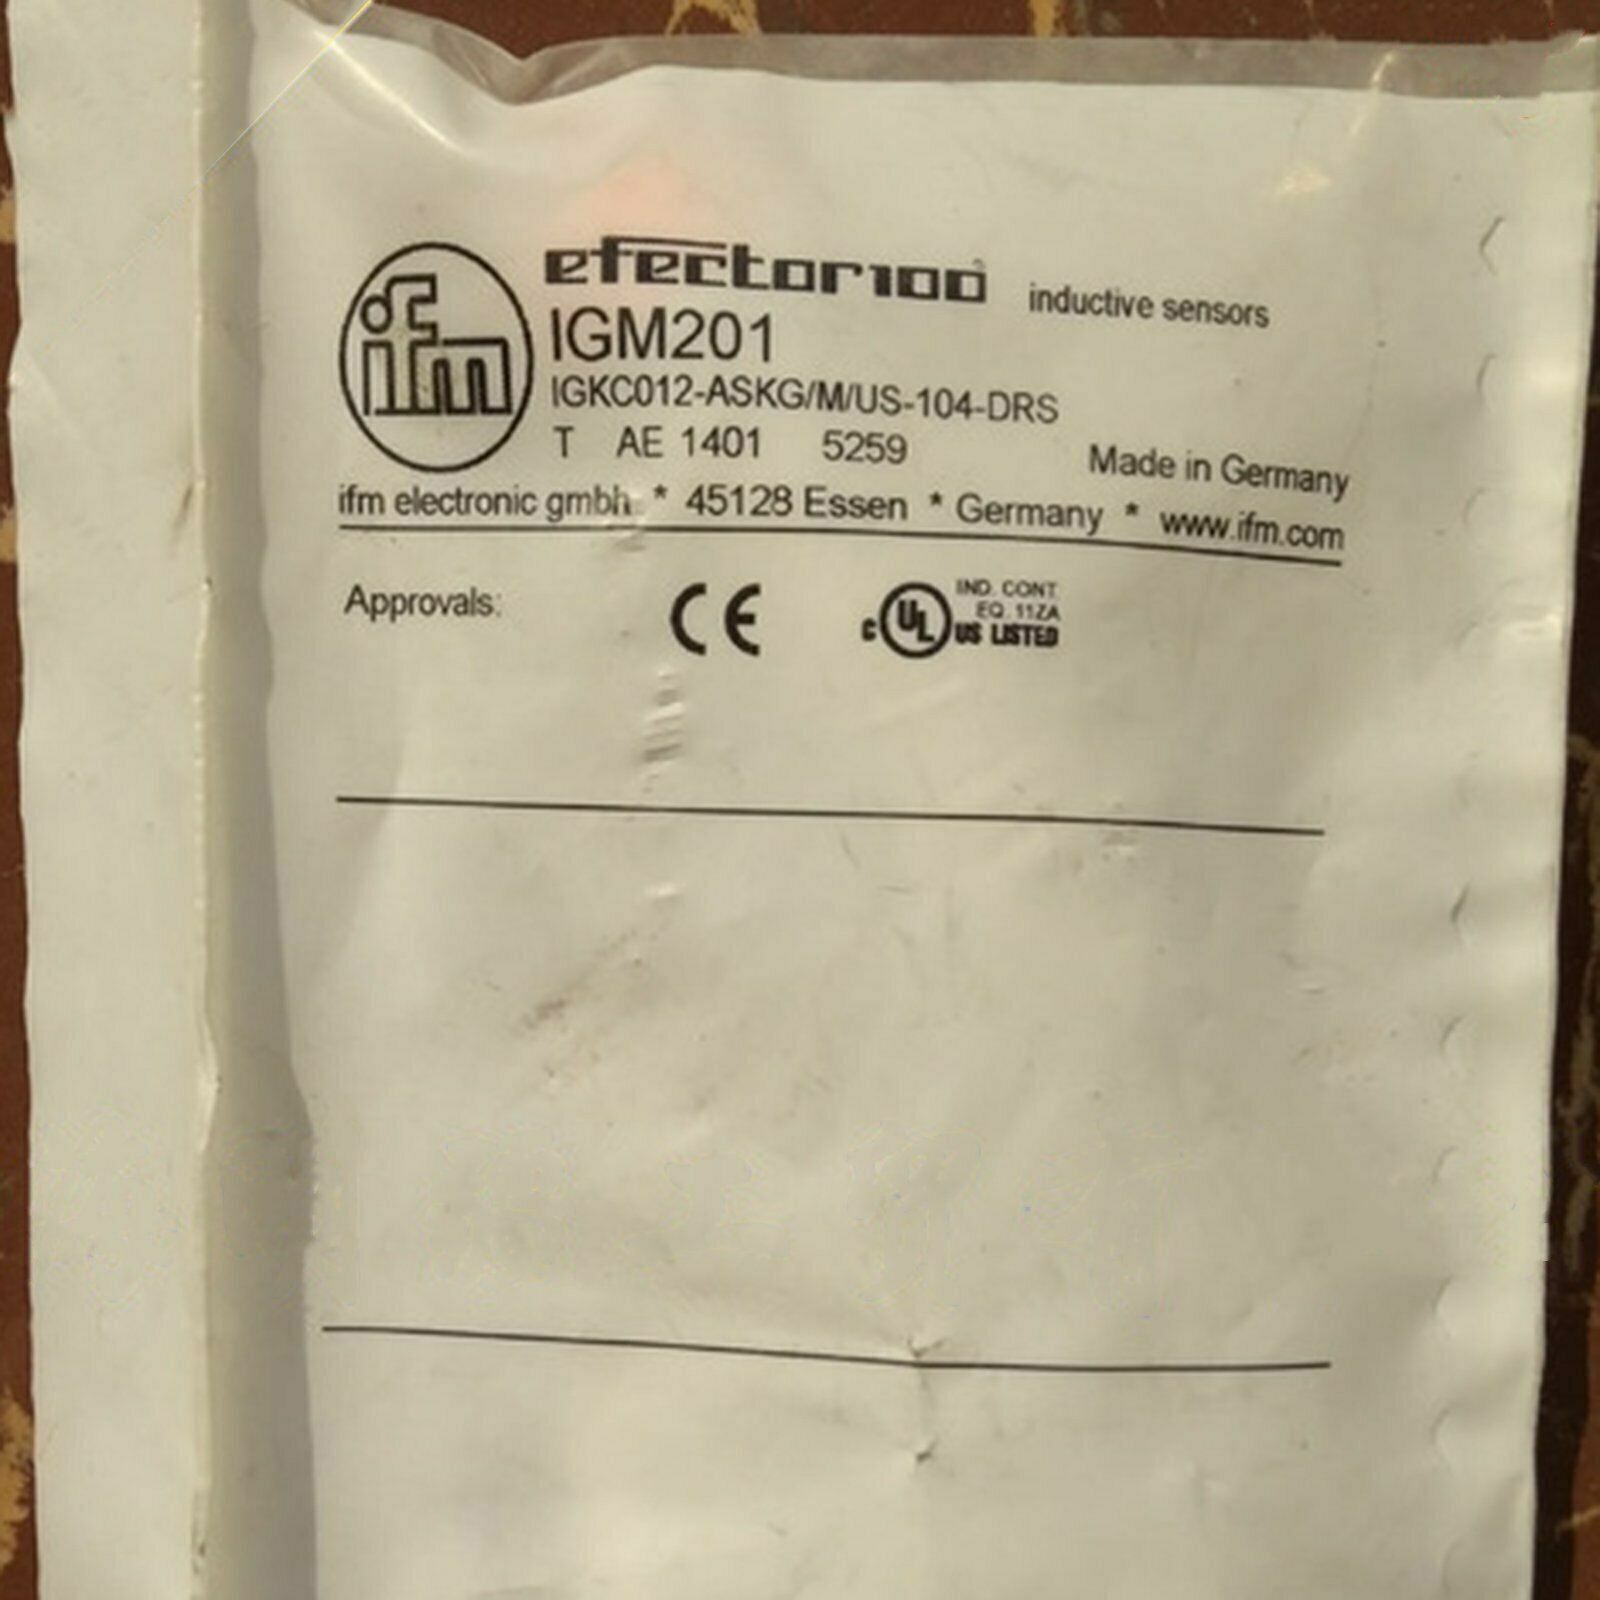 ifm
efector100
inductive sensors
IGM201
IGKC012-ASKG/M/US-104-DRS
T AE 1401 5259
Made in Germany
ifm electronic gmbh * 45128 Essen * Germany * www.ifm.com
Approvals:
CE
c UL US LISTED
IND. CONT
EQ. 11ZA